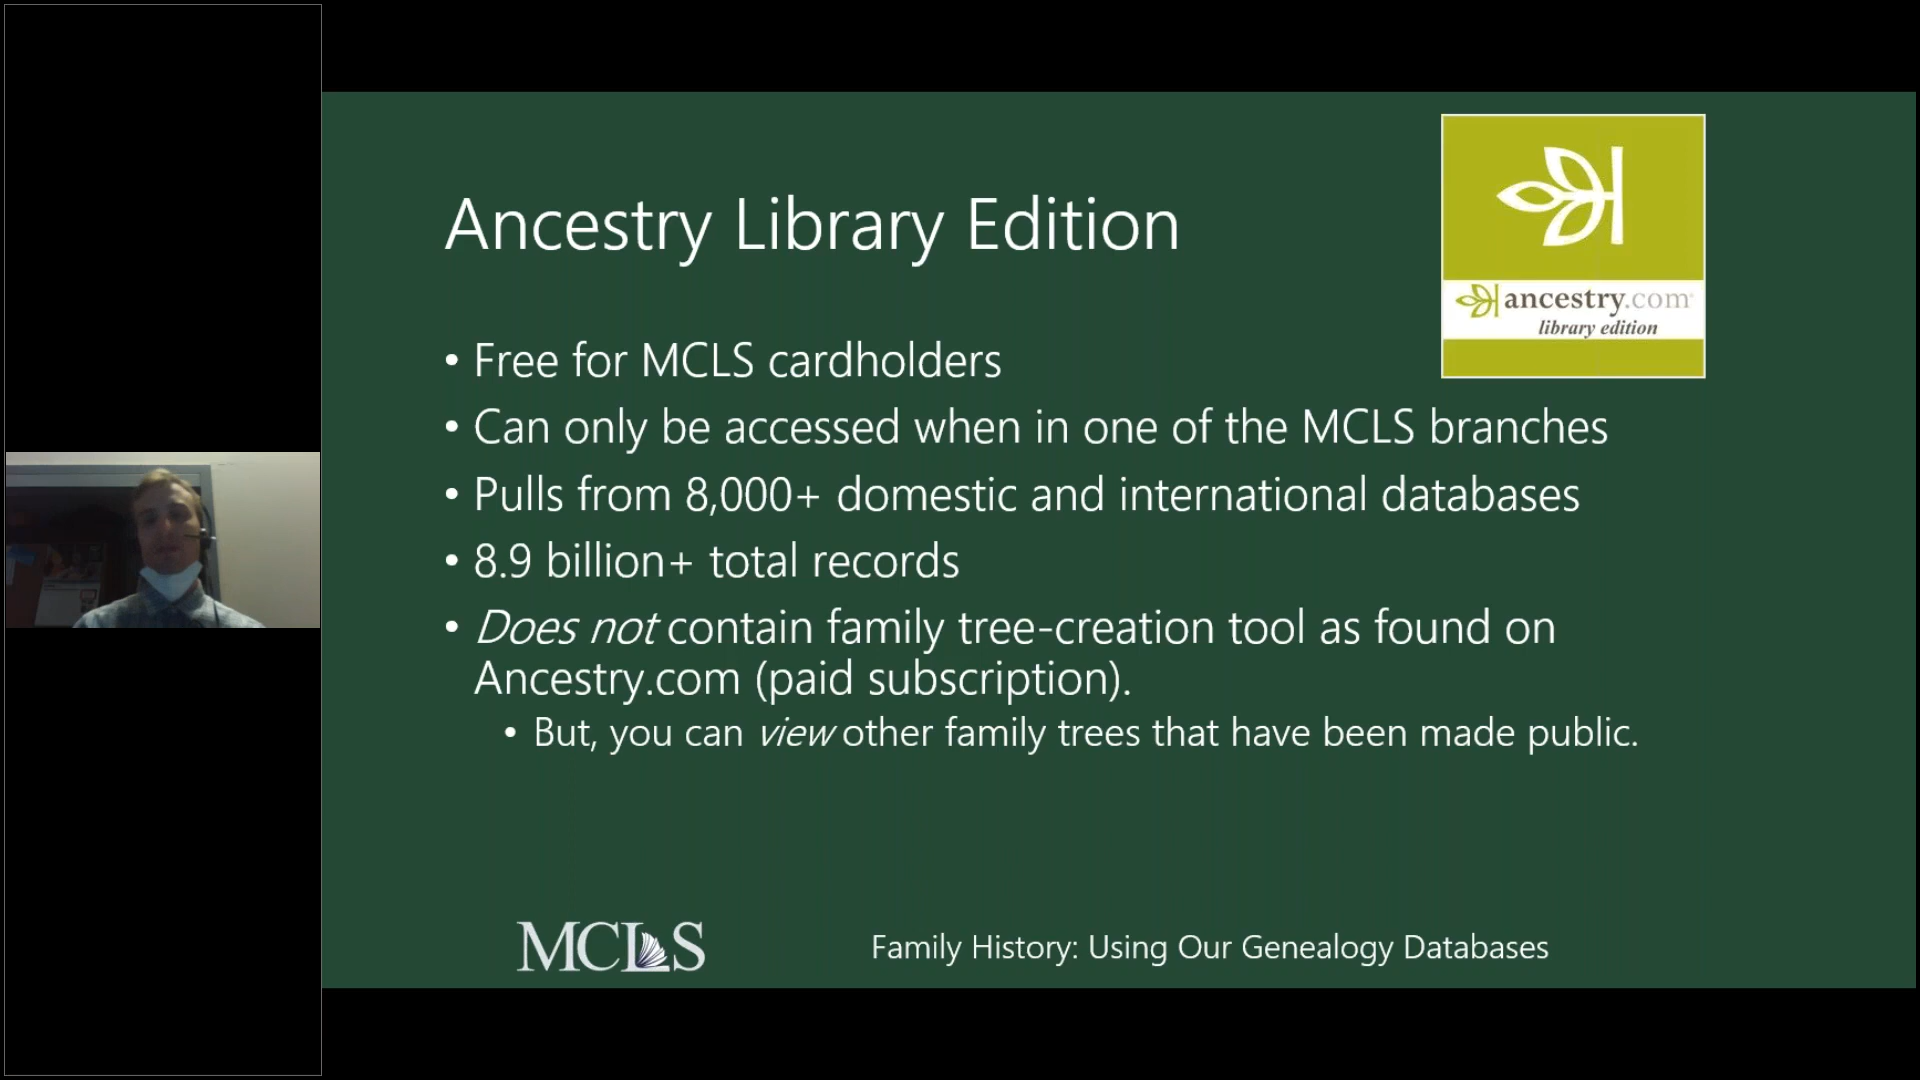 Ancestry Library Edition
ancestry.com
library edition
• Free for MCLS cardholders
• Can only be accessed when in one of the MCLS branches
• Pulls from 8,000+ domestic and international databases
• 8.9 billion+ total records
• Does not contain family tree-creation tool as found on
Ancestry.com (paid subscription).
• But, you can view other family trees that have been made public.
MCLS
Family History: Using Our Genealogy Databases